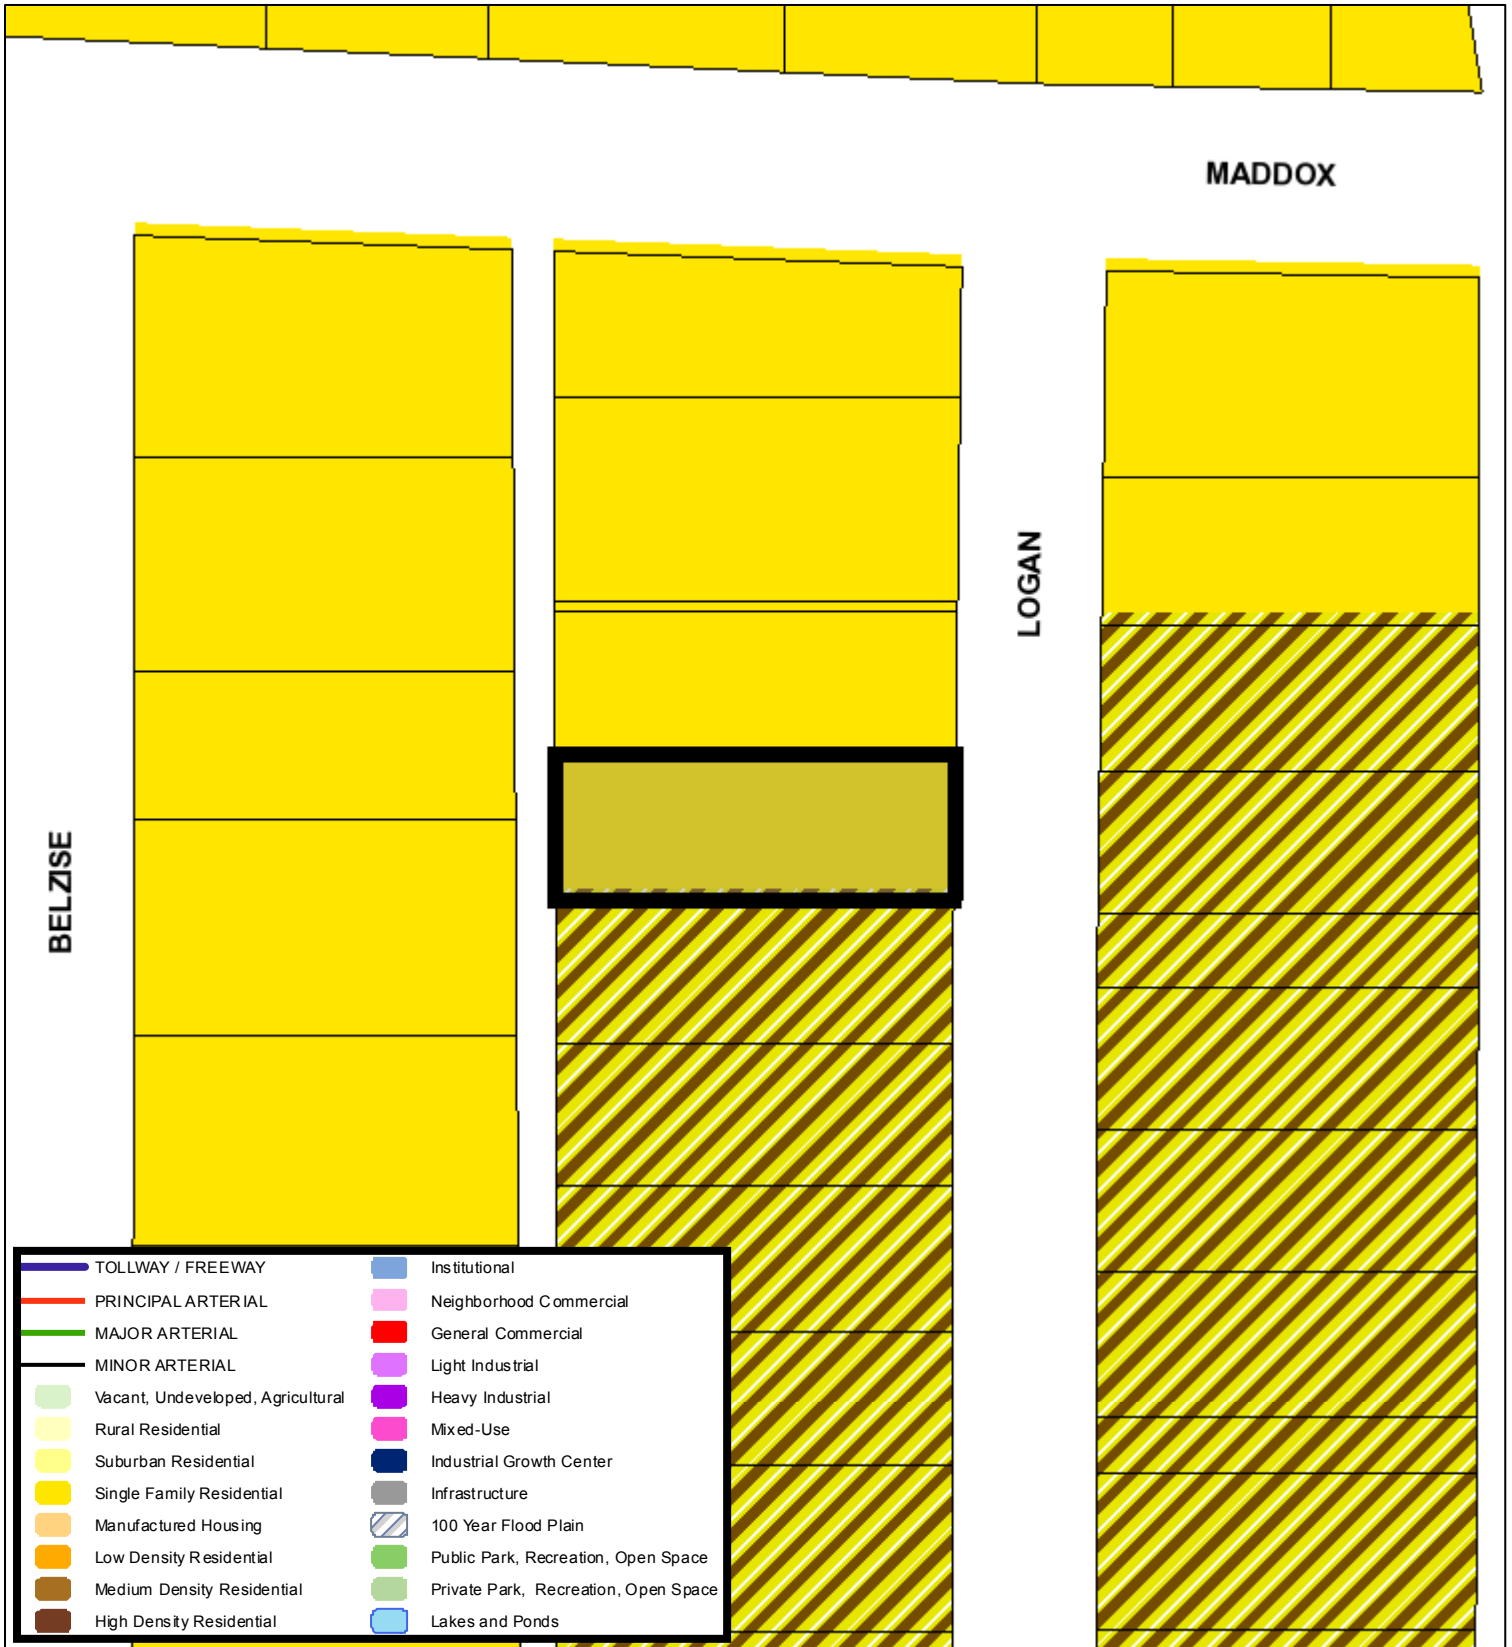 MADDOX
LOGAN
BELZISE
TOLLWAY / FREEWAY
PRINCIPAL ARTERIAL
MAJOR ARTERIAL
MINOR ARTERIAL
Vacant, Undeveloped, Agricultural
Rural Residential
Suburban Residential
Single Family Residential
Manufactured Housing
Low Density Residential
Medium Density Residential
High Density Residential
Institutional
Neighborhood Commercial
General Commercial
Light Industrial
Heavy Industrial
Mixed-Use
Industrial Growth Center
Infrastructure
100 Year Flood Plain
Public Park, Recreation, Open Space
Private Park, Recreation, Open Space
Lakes and Ponds